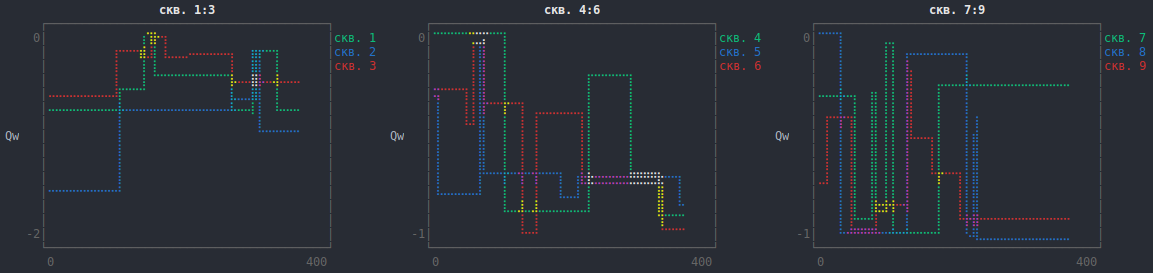 скв. 1:3
0
скв. 1
скв. 2
скв. 3
Qw
-2
0 400
скв. 4:6
0
скв. 4
скв. 5
скв. 6
Qw
-1
0 400
скв. 7:9
0
скв. 7
скв. 8
скв. 9
Qw
-1
0 400